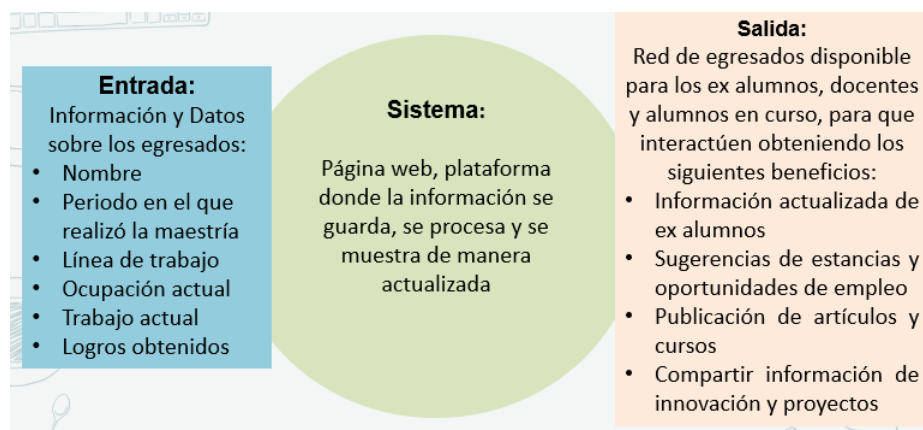 Entrada:
Información y Datos
sobre los egresados:
• Nombre
• Periodo en el que
realizó la maestría
• Línea de trabajo
• Ocupación actual
• Trabajo actual
• Logros obtenidos
Sistema:
Página web, plataforma
donde la información se
guarda, se procesa y se
muestra de manera
actualizada
Salida:
Red de egresados disponible
para los ex alumnos, docentes
y alumnos en curso, para que
interactúen obteniendo los
siguientes beneficios:
• Información actualizada de
ex alumnos
• Sugerencias de estancias y
oportunidades de empleo
• Publicación de artículos y
cursos
• Compartir información de
innovación y proyectos